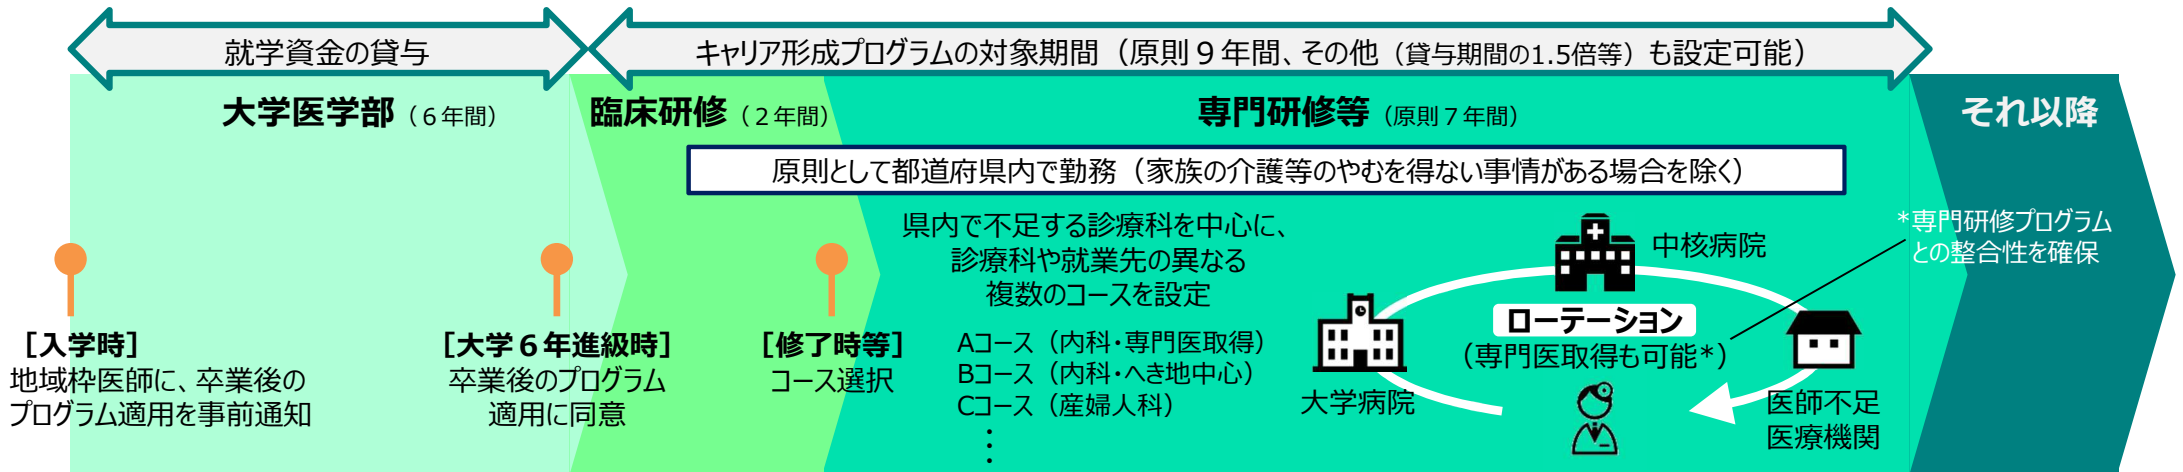 就学資金の貸与
キャリア形成プログラムの対象期間（原則９年間、その他（貸与期間の1.5倍等）も設定可能）
大学医学部（６年間）
臨床研修（２年間）
専門研修等（原則７年間）
それ以降
原則として都道府県内で勤務（家族の介護等のやむを得ない事情がある場合を除く）
［入学時］
地域枠医師に、卒業後の
プログラム適用を事前通知
［大学６年進級時］
卒業後のプログラム
適用に同意
［修了時等］
コース選択
県内で不足する診療科を中心に、
診療科や就業先の異なる
複数のコースを設定
Aコース（内科・専門医取得）
Bコース（内科・へき地中心）
Cコース（産婦人科）
・
・
・
中核病院
ローテーション
（専門医取得も可能*）
大学病院
医師不足
医療機関
*専門研修プログラム
との整合性を確保